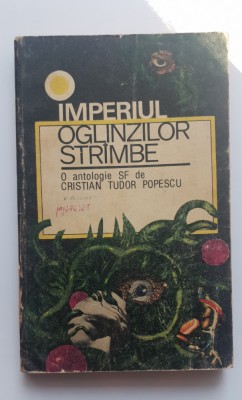 IMPERIUL
OGLINZILOR
STRÎMBE
O antologie SF de
CRISTIAN TUDOR POPESCU